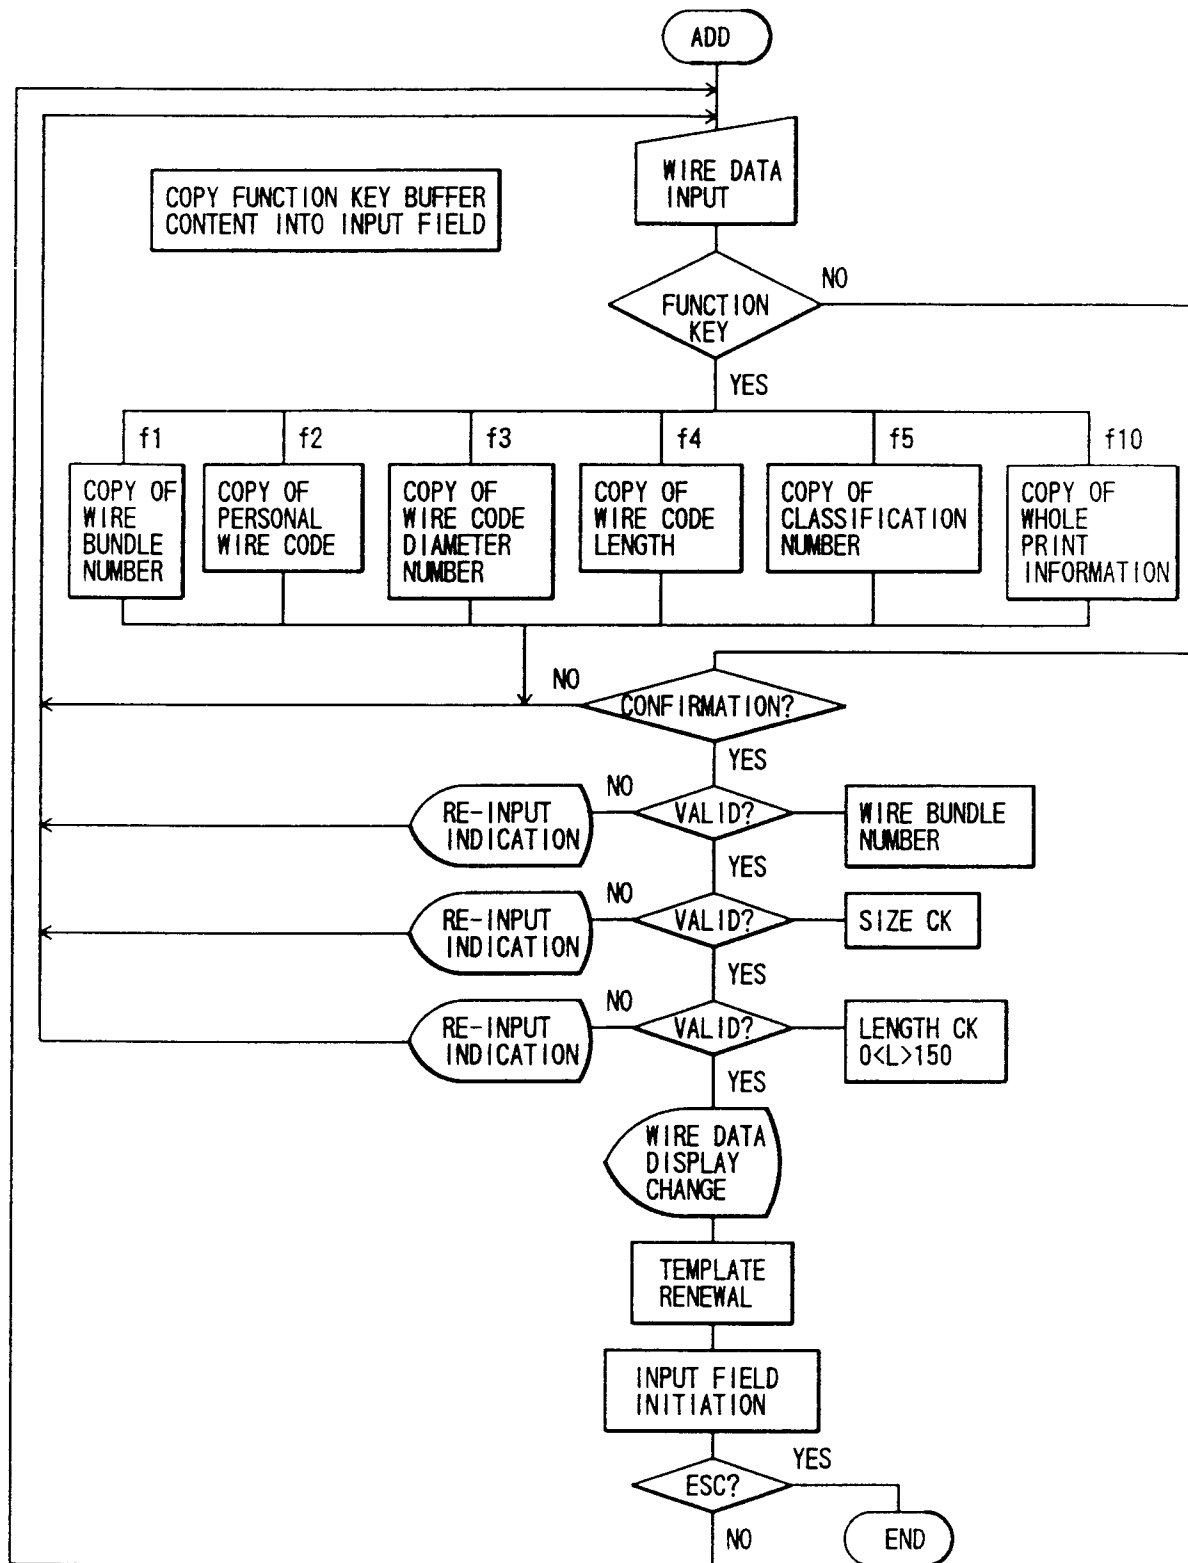 ADD
WIRE DATA
INPUT
COPY FUNCTION KEY BUFFER
CONTENT INTO INPUT FIELD
NO
FUNCTION
KEY
YES
f1
f2
f3
f4
f5
f10
COPY OF
WIRE
BUNDLE
NUMBER
COPY OF
PERSONAL
WIRE CODE
COPY OF
WIRE CODE
DIAMETER
NUMBER
COPY OF
WIRE CODE
LENGTH
COPY OF
CLASSIFICATION
NUMBER
COPY OF
WHOLE
PRINT
INFORMATION
NO
CONFIRMATION?
YES
RE-INPUT
INDICATION
NO
VALID?
WIRE BUNDLE
NUMBER
YES
RE-INPUT
INDICATION
NO
VALID?
SIZE CK
YES
RE-INPUT
INDICATION
NO
VALID?
LENGTH CK
0<L>150
YES
WIRE DATA
DISPLAY
CHANGE
TEMPLATE
RENEWAL
INPUT FIELD
INITIATION
YES
ESC?
NO
END